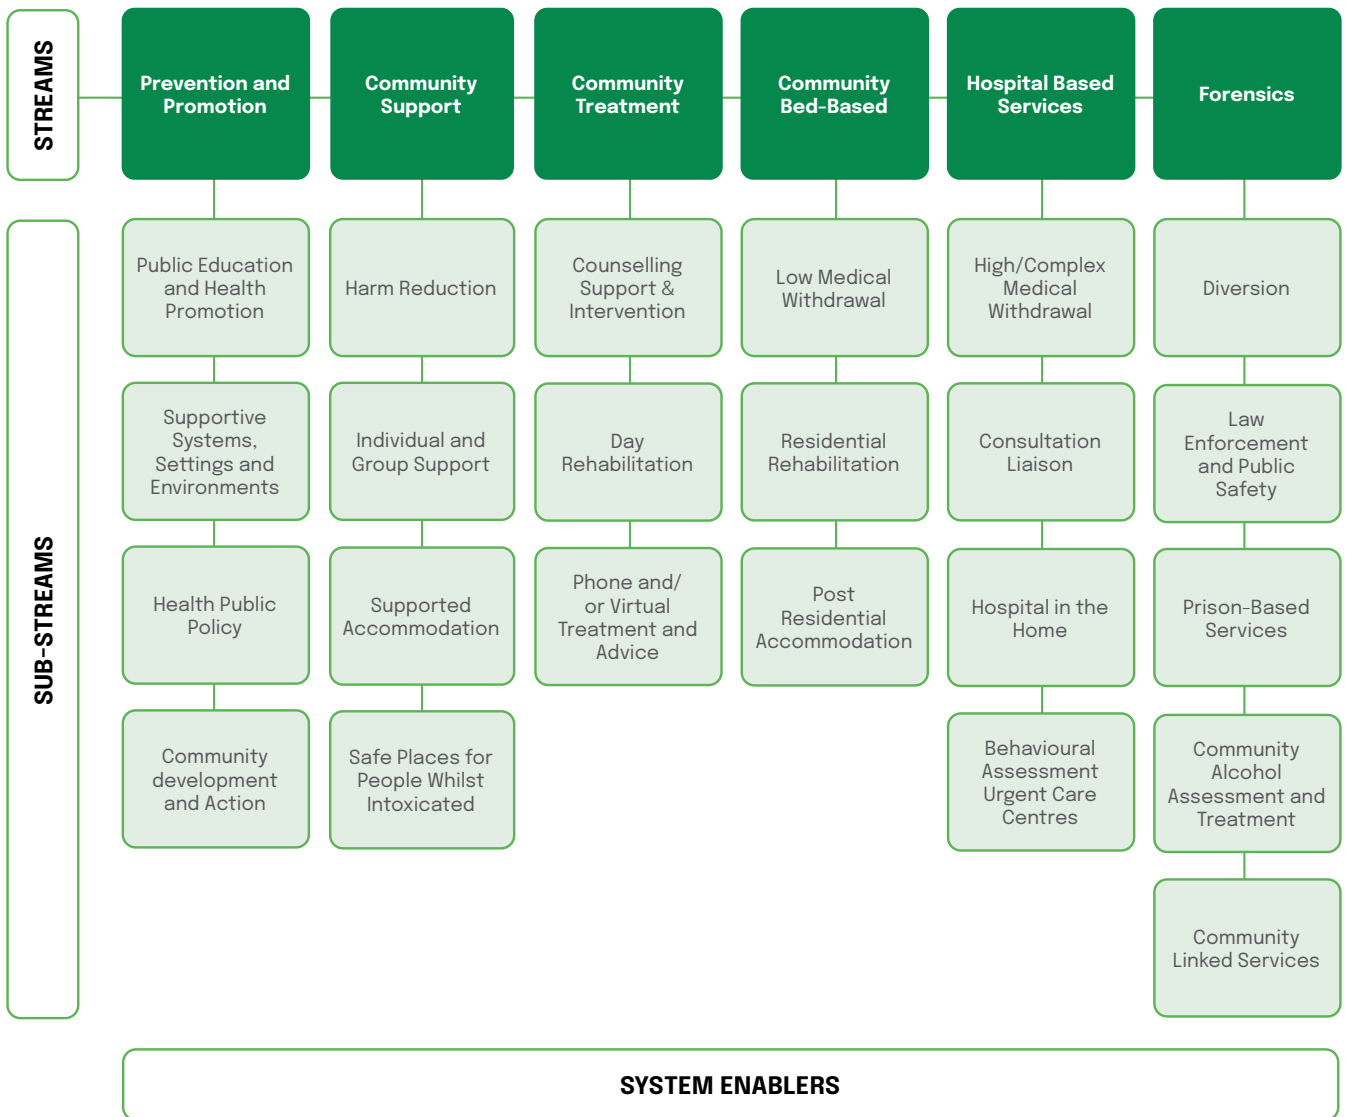 STREAMS
Prevention and
Promotion
Community
Support
Community
Treatment
Community
Bed-Based
Hospital Based
Services
Forensics
SUB-STREAMS
Public Education
and Health
Promotion
Supportive
Systems,
Settings and
Environments
Health Public
Policy
Community
development
and Action
Harm Reduction
Individual and
Group Support
Supported
Accommodation
Safe Places for
People Whilst
Intoxicated
Counselling
Support &
Intervention
Day
Rehabilitation
Phone and/
or Virtual
Treatment and
Advice
Low Medical
Withdrawal
Residential
Rehabilitation
Post
Residential
Accommodation
High/Complex
Medical
Withdrawal
Consultation
Liaison
Hospital in the
Home
Behavioural
Assessment
Urgent Care
Centres
Diversion
Law
Enforcement
and Public
Safety
Prison-Based
Services
Community
Alcohol
Assessment and
Treatment
Community
Linked Services
SYSTEM ENABLERS